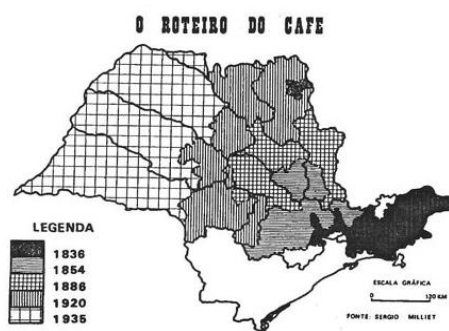 O ROTEIRO DO CAFE
LEGENDA
1836
1854
1886
1920
1935
ESCALA GRÁFICA
0 120 KM
FONTE: SERGIO MILLIET